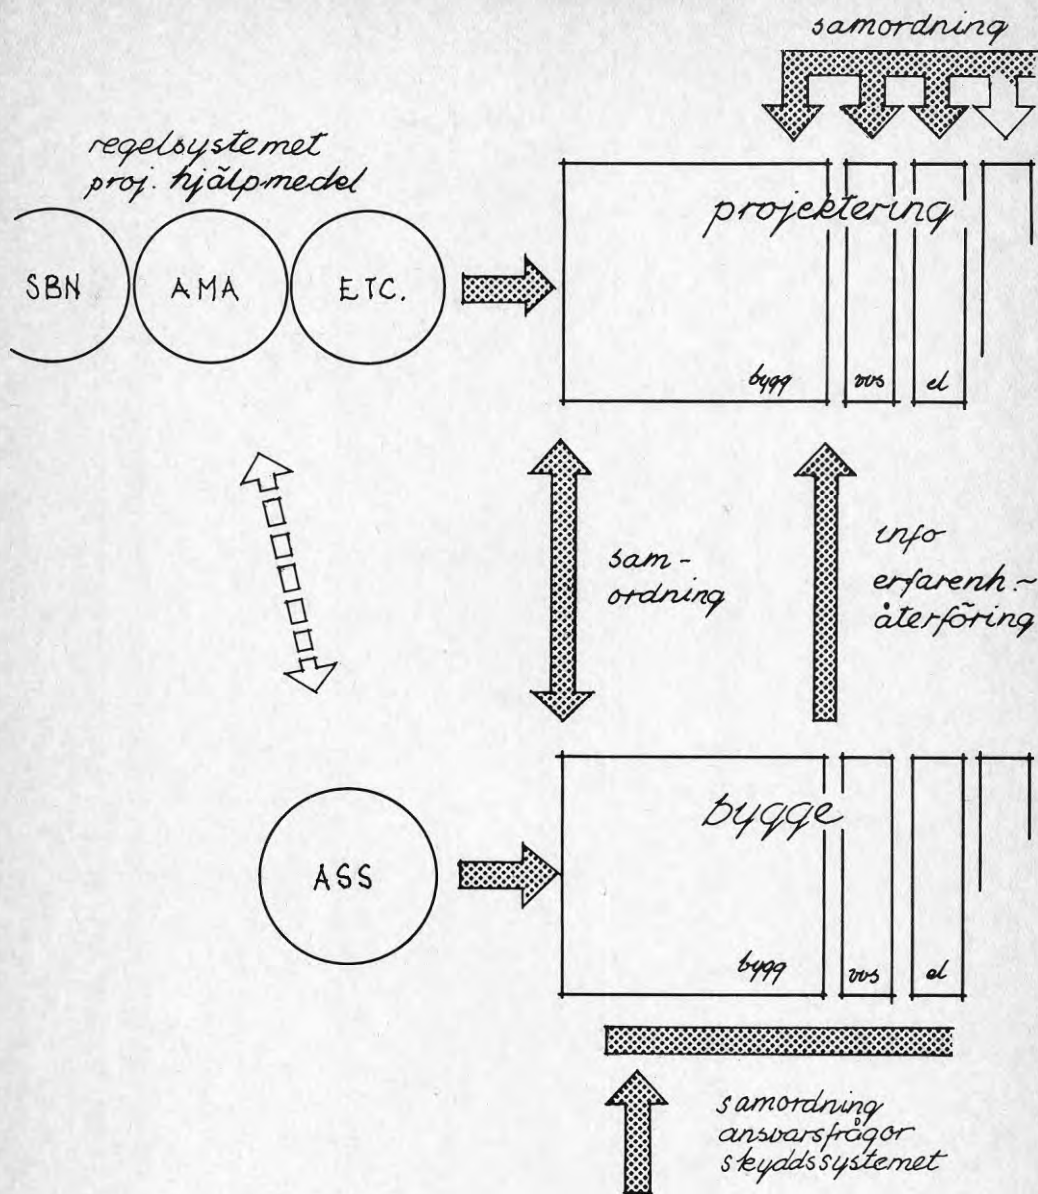 samordning
regelsystemet
proj. hjälpmedel
SBN
AMA
ETC.
projektering
bygg
vvs
el
sam-
ordning
info
erfarenh.~
återföring
ASS
bygge
bygg
vvs
el
samordning
ansvarsfrågor
skyddssystemet